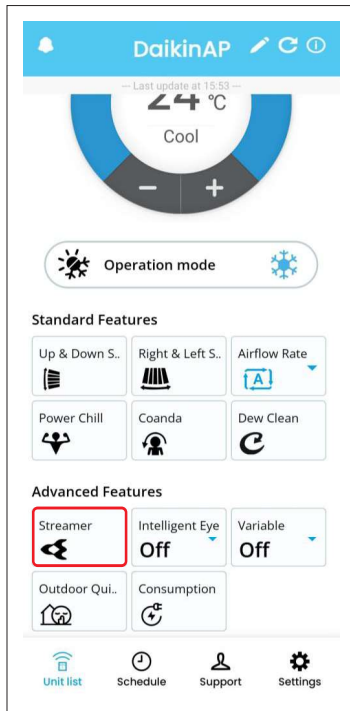 DaikinAP
— Last update at 15:53 —
24 °C
Cool
− +
Operation mode
Standard Features
Up & Down S.. Right & Left S.. Airflow Rate
A
Power Chill Coanda Dew Clean
Advanced Features
Streamer Intelligent Eye Variable
Off Off
Outdoor Qui.. Consumption
Unit list Schedule Support Settings